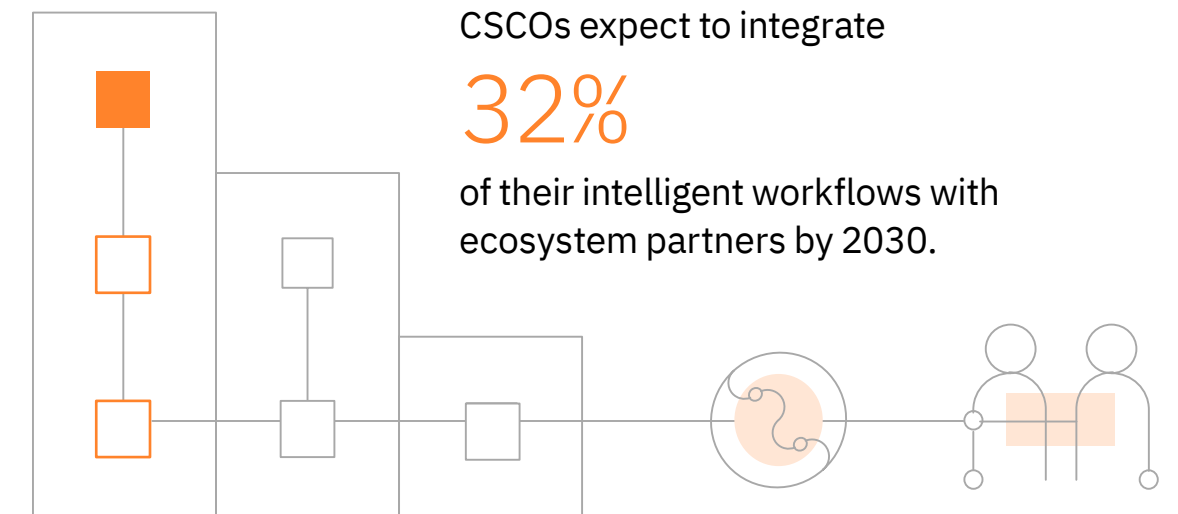 CSCOs expect to integrate
32%
of their intelligent workflows with
ecosystem partners by 2030.